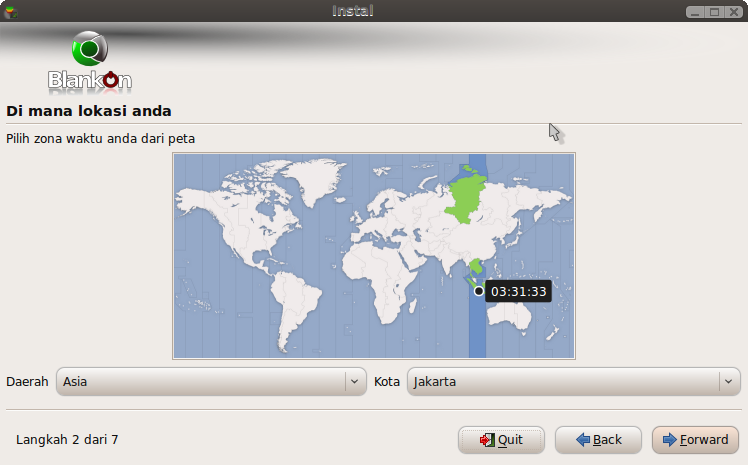 Instal
BlankOn
Di mana lokasi anda
Pilih zona waktu anda dari peta
03:31:33
Daerah Asia Kota Jakarta
Langkah 2 dari 7 Quit Back Forward